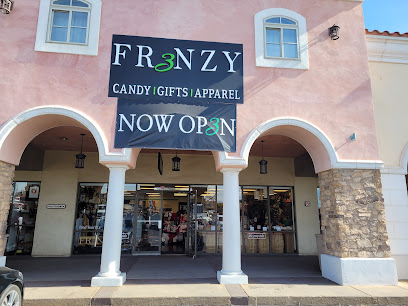 FR3NZY
CANDY | GIFTS | APPAREL
NOW OP3N